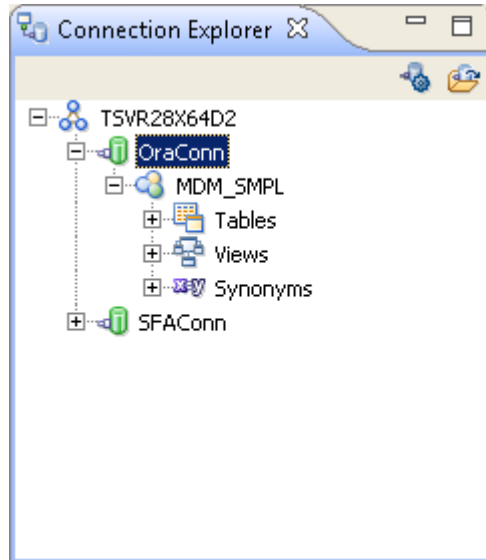 Connection Explorer
TSVR28X64D2
OraConn
MDM_SMPL
Tables
Views
Synonyms
SFAConn